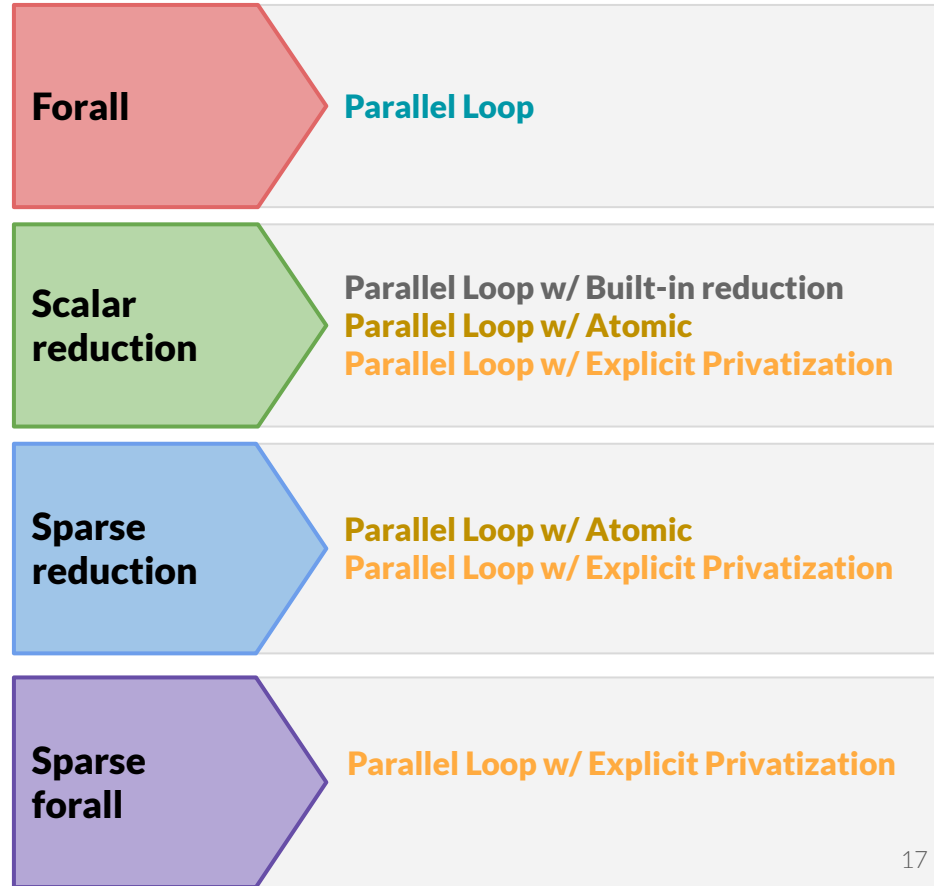 Forall
Parallel Loop
Scalar
reduction
Parallel Loop w/ Built-in reduction
Parallel Loop w/ Atomic
Parallel Loop w/ Explicit Privatization
Sparse
reduction
Parallel Loop w/ Atomic
Parallel Loop w/ Explicit Privatization
Sparse
forall
Parallel Loop w/ Explicit Privatization
17